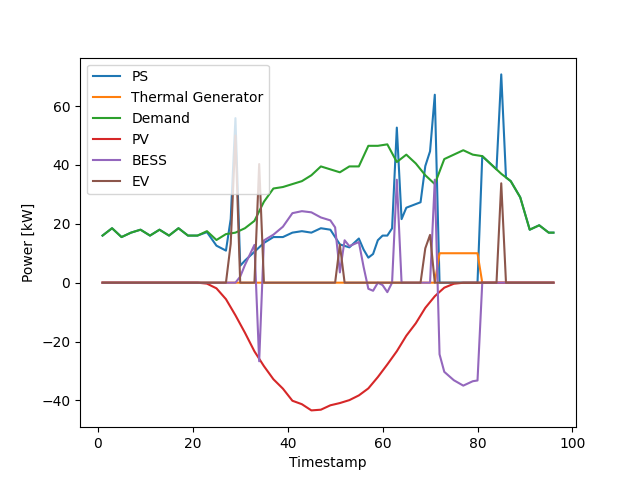 PS
Thermal Generator
Demand
PV
BESS
EV
Power [kW]
60
40
20
0
−20
−40
0 20 40 60 80 100
Timestamp